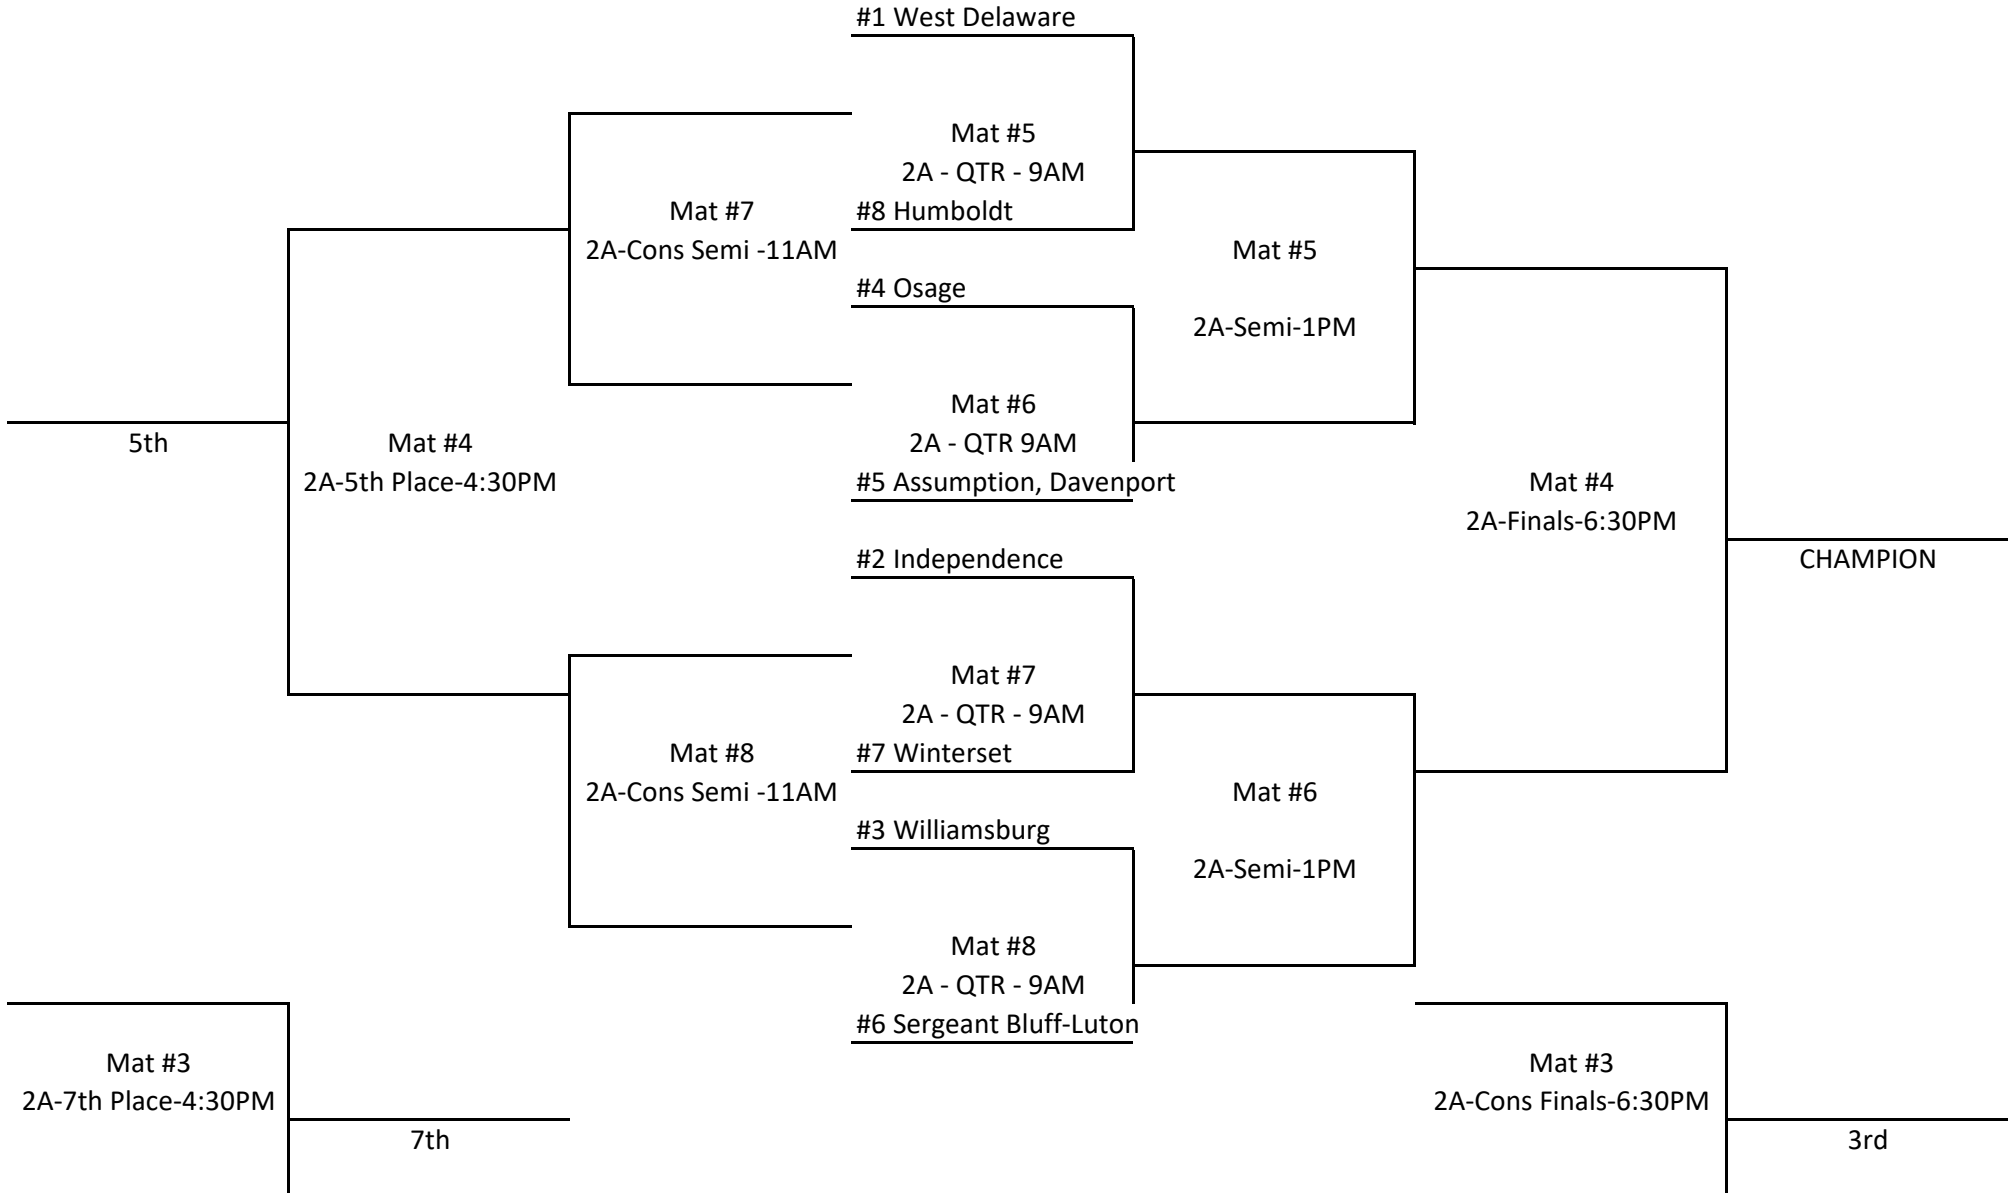 #1 West Delaware
Mat #5
2A - QTR - 9AM
#8 Humboldt
Mat #7
2A-Cons Semi -11AM
Mat #5
2A-Semi-1PM
#4 Osage
Mat #6
2A - QTR 9AM
#5 Assumption, Davenport
5th
Mat #4
2A-5th Place-4:30PM
Mat #4
2A-Finals-6:30PM
CHAMPION
#2 Independence
Mat #7
2A - QTR - 9AM
#7 Winterset
Mat #8
2A-Cons Semi -11AM
Mat #6
2A-Semi-1PM
#3 Williamsburg
Mat #8
2A - QTR - 9AM
#6 Sergeant Bluff-Luton
Mat #3
2A-7th Place-4:30PM
7th
Mat #3
2A-Cons Finals-6:30PM
3rd